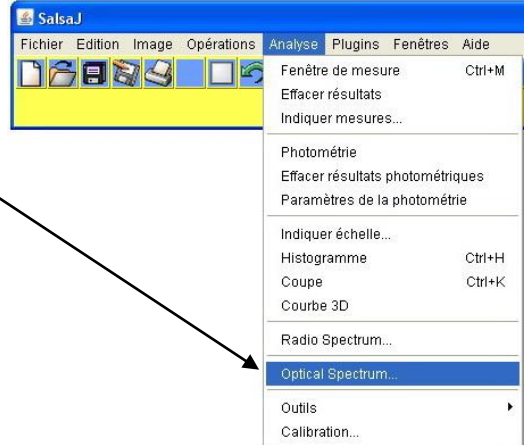 SalsaJ
Fichier Edition Image Opérations Analyse Plugins Fenêtres Aide
Fenêtre de mesure Ctrl+M
Effacer résultats
Indiquer mesures...
Photométrie
Effacer résultats photométriques
Paramètres de la photométrie
Indiquer échelle...
Histogramme Ctrl+H
Coupe Ctrl+K
Courbe 3D
Radio Spectrum...
Optical Spectrum...
Outils
Calibration...